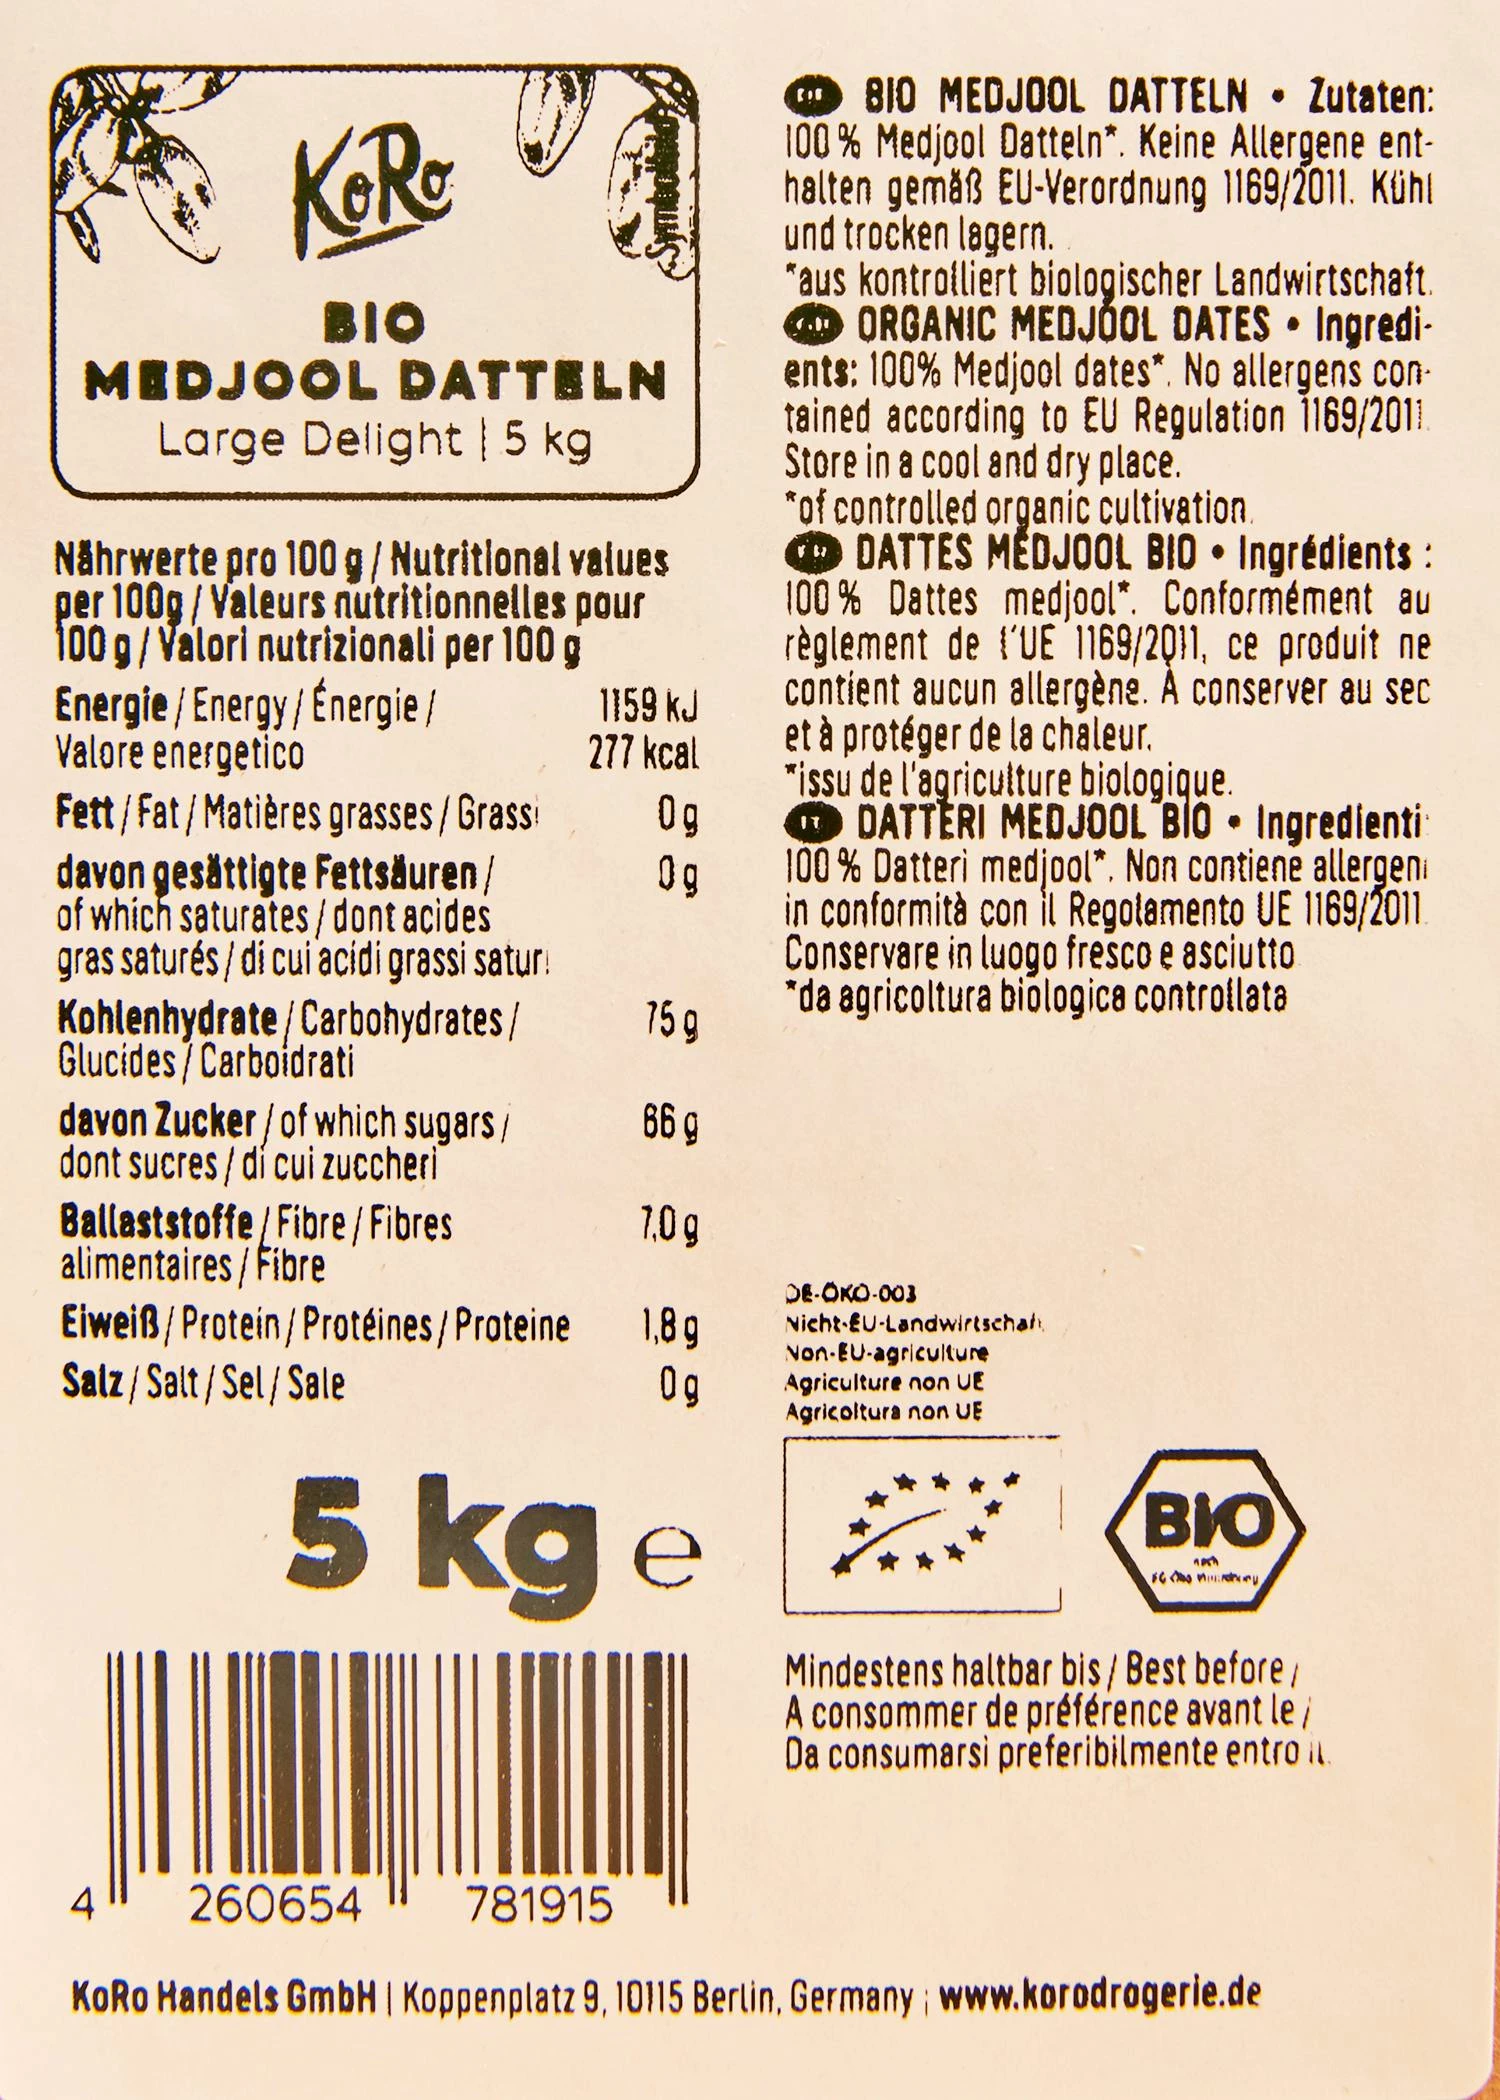 KoRo
Symbolbild
BIO
MEDJOOL DATTELN
Large Delight | 5 kg
Nährwerte pro 100 g / Nutritional values
per 100g / Valeurs nutritionnelles pour
100 g / Valori nutrizionali per 100 g
Energie / Energy / Énergie / 1159 kJ
Valore energetico 277 kcal
Fett / Fat / Matières grasses / Grassi 0 g
davon gesättigte Fettsäuren / 0 g
of which saturates / dont acides
gras saturés / di cui acidi grassi saturi
Kohlenhydrate / Carbohydrates / 75 g
Glucides / Carboidrati
davon Zucker / of which sugars / 66 g
dont sucres / di cui zuccheri
Ballaststoffe / Fibre / Fibres 7,0 g
alimentaires / Fibre
Eiweiß / Protein / Protéines / Proteine 1,8 g
Salz / Salt / Sel / Sale 0 g
5 kg e
4 260654 781915
BIO MEDJOOL DATTELN • Zutaten:
100 % Medjool Datteln*. Keine Allergene ent-
halten gemäß EU-Verordnung 1169/2011. Kühl
und trocken lagern.
*aus kontrolliert biologischer Landwirtschaft.
ORGANIC MEDJOOL DATES • Ingredi-
ents: 100% Medjool dates*. No allergens con-
tained according to EU Regulation 1169/2011.
Store in a cool and dry place.
*of controlled organic cultivation.
DATTES MEDJOOL BIO • Ingrédients :
100 % Dattes medjool*. Conformément au
règlement de l'UE 1169/2011, ce produit ne
contient aucun allergène. À conserver au sec
et à protéger de la chaleur.
*issu de l'agriculture biologique.
IT DATTERI MEDJOOL BIO • Ingredienti:
100 % Datteri medjool*. Non contiene allergeni
in conformità con il Regolamento UE 1169/2011.
Conservare in luogo fresco e asciutto
*da agricoltura biologica controllata
DE-ÖKO-003
Nicht-EU-Landwirtschaft
Non-EU-agriculture
Agriculture non UE
Agricoltura non UE
BIO
nach
Mindestens haltbar bis / Best before /
A consommer de préférence avant le /
Da consumarsi preferibilmente entro il:
KoRo Handels GmbH | Koppenplatz 9, 10115 Berlin, Germany | www.korodrogerie.de